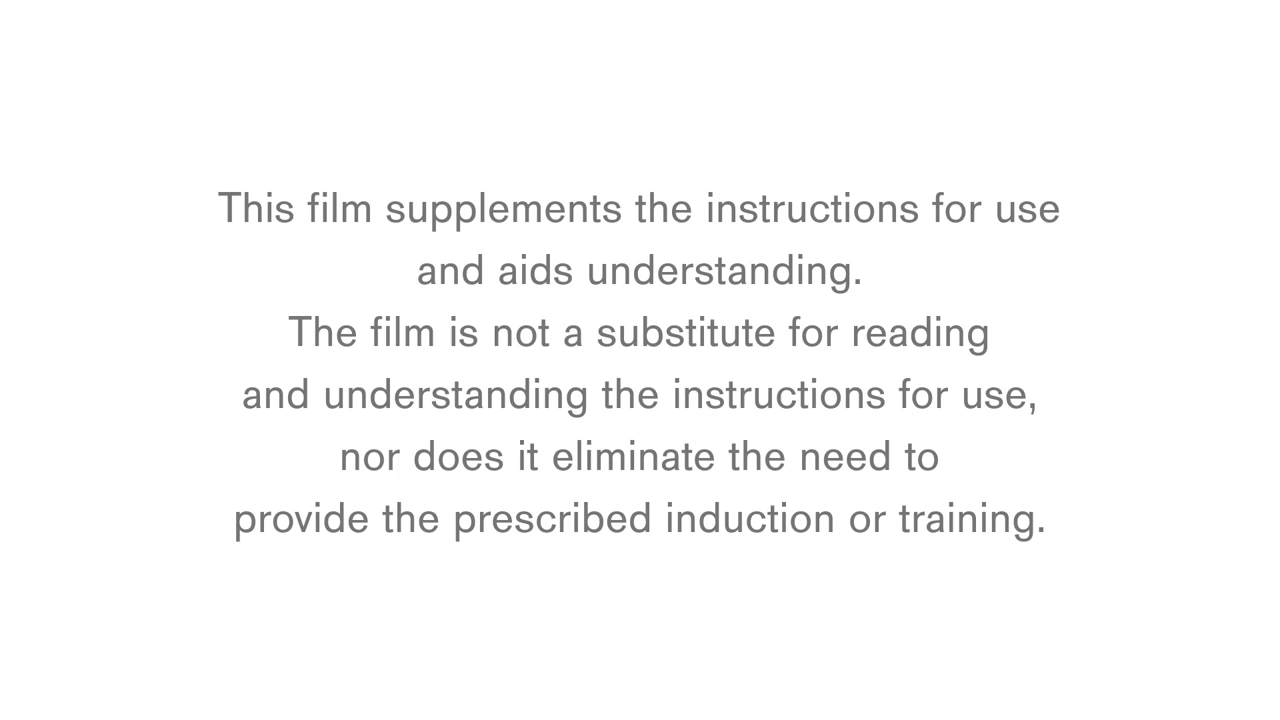 This film supplements the instructions for use
and aids understanding.
The film is not a substitute for reading
and understanding the instructions for use,
nor does it eliminate the need to
provide the prescribed induction or training.